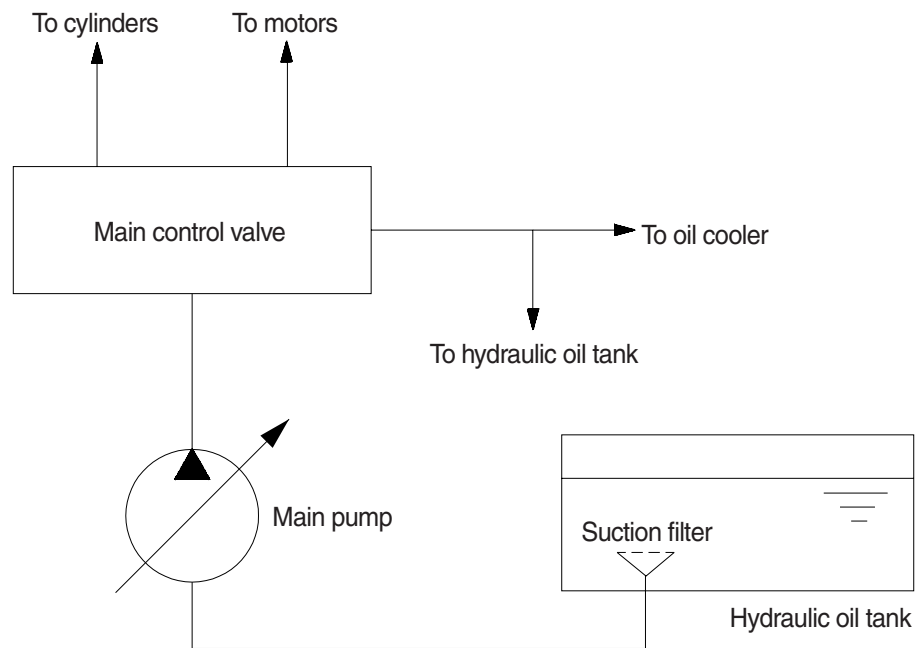 To cylinders
To motors
Main control valve
To oil cooler
To hydraulic oil tank
Main pump
Suction filter
Hydraulic oil tank